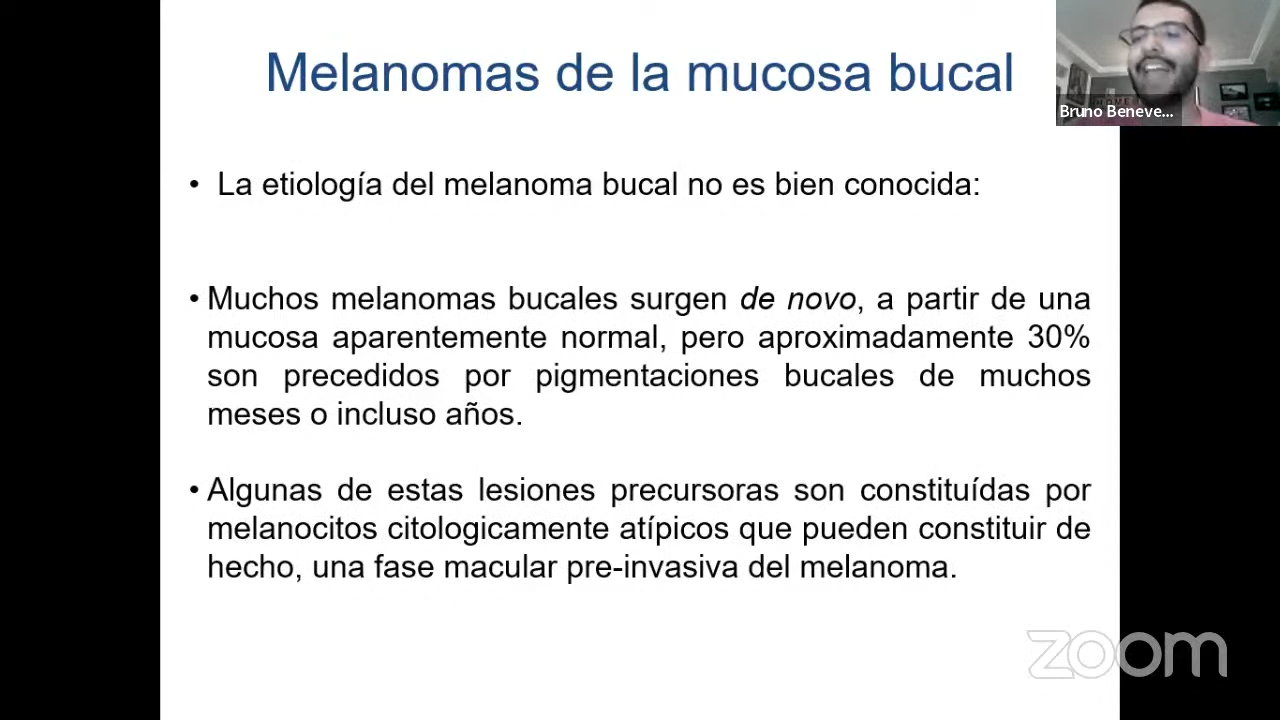 Melanomas de la mucosa bucal
Bruno Beneve...
• La etiología del melanoma bucal no es bien conocida:
• Muchos melanomas bucales surgen de novo, a partir de una
mucosa aparentemente normal, pero aproximadamente 30%
son precedidos por pigmentaciones bucales de muchos
meses o incluso años.
• Algunas de estas lesiones precursoras son constituídas por
melanocitos citologicamente atípicos que pueden constituir de
hecho, una fase macular pre-invasiva del melanoma.
zoom